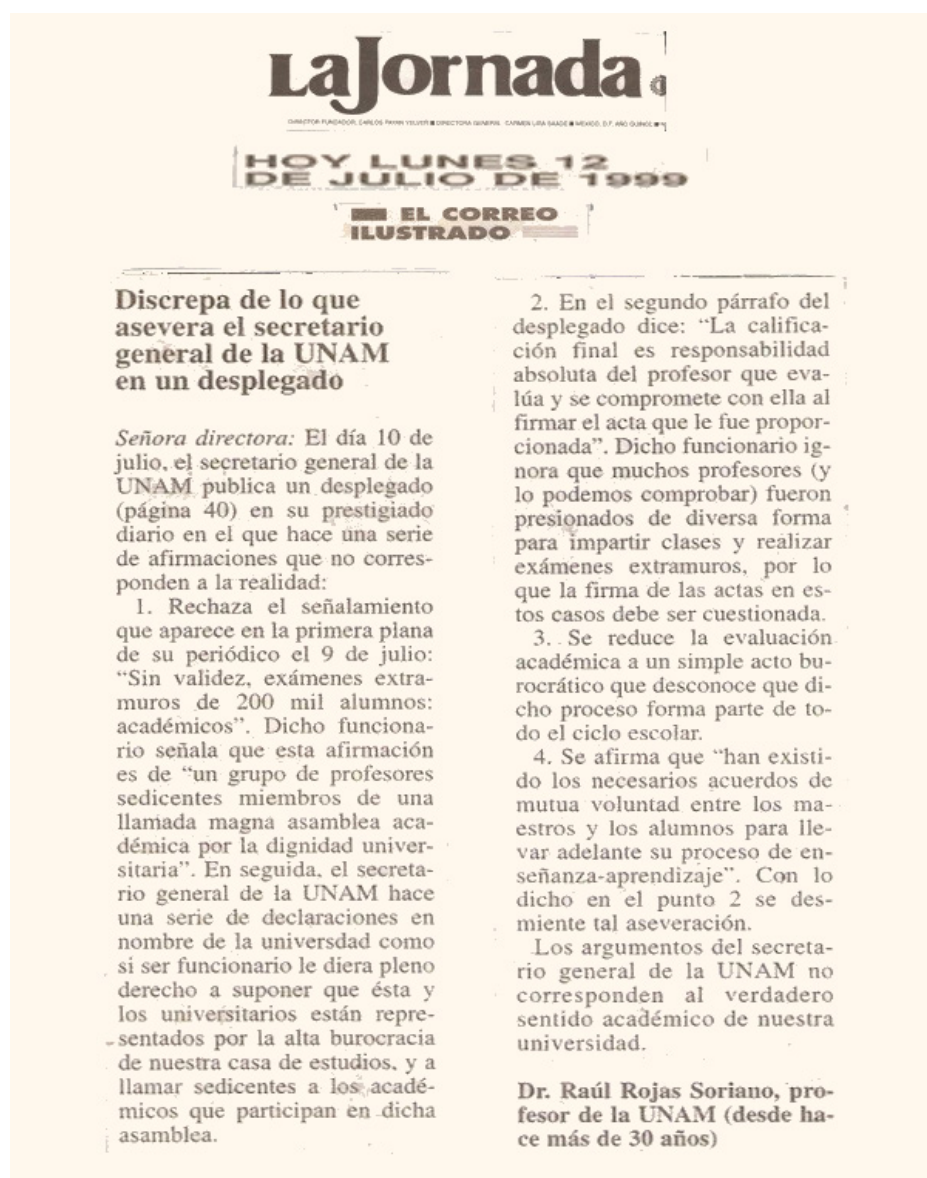 LaJornada
DIRECTOR FUNDADOR: CARLOS PAYAN VELVER ■ DIRECTORA GENERAL: CARMEN LIRA SAADE ■ MEXICO, D.F. AÑO
HOY LUNES 12
DE JULIO DE 1999
EL CORREO
ILUSTRADO
Discrepa de lo que
asevera el secretario
general de la UNAM
en un desplegado
Señora directora: El día 10 de
julio, el secretario general de la
UNAM publica un desplegado
(página 40) en su prestigiado
diario en el que hace una serie
de afirmaciones que no corres-
ponden a la realidad:
1. Rechaza el señalamiento
que aparece en la primera plana
de su periódico el 9 de julio:
“Sin validez, exámenes extra-
muros de 200 mil alumnos:
académicos”. Dicho funciona-
rio señala que esta afirmación
es de “un grupo de profesores
sedicentes miembros de una
llamada magna asamblea aca-
démica por la dignidad univer-
sitaria”. En seguida, el secreta-
rio general de la UNAM hace
una serie de declaraciones en
nombre de la universdad como
si ser funcionario le diera pleno
derecho a suponer que ésta y
los universitarios están repre-
sentados por la alta burocracia
de nuestra casa de estudios, y a
llamar sedicentes a los acadé-
micos que participan en dicha
asamblea.
2. En el segundo párrafo del
desplegado dice: “La califica-
ción final es responsabilidad
absoluta del profesor que eva-
lúa y se compromete con ella al
firmar el acta que le fue propor-
cionada”. Dicho funcionario ig-
nora que muchos profesores (y
lo podemos comprobar) fueron
presionados de diversa forma
para impartir clases y realizar
exámenes extramuros, por lo
que la firma de las actas en es-
tos casos debe ser cuestionada.
3. Se reduce la evaluación
académica a un simple acto bu-
rocrático que desconoce que di-
cho proceso forma parte de to-
do el ciclo escolar.
4. Se afirma que “han existi-
do los necesarios acuerdos de
mutua voluntad entre los ma-
estros y los alumnos para lle-
var adelante su proceso de en-
señanza-aprendizaje”. Con lo
dicho en el punto 2 se des-
miente tal aseveración.
Los argumentos del secreta-
rio general de la UNAM no
corresponden al verdadero
sentido académico de nuestra
universidad.
Dr. Raúl Rojas Soriano, pro-
fesor de la UNAM (desde ha-
ce más de 30 años)